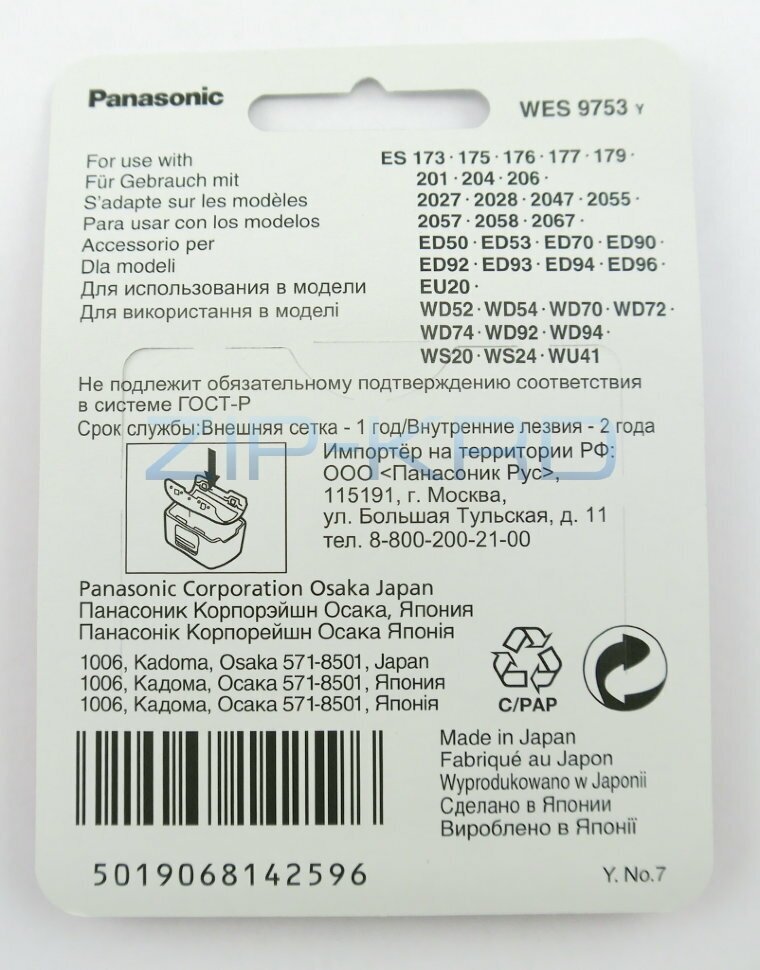 Panasonic
WES 9753 Y
For use with
Für Gebrauch mit
S'adapte sur les modèles
Para usar con los modelos
Accessorio per
Dla modeli
Для использования в модели
Для використання в моделі
ES 173 · 175 · 176 · 177 · 179 ·
201 · 204 · 206 ·
2027 · 2028 · 2047 · 2055 ·
2057 · 2058 · 2067 ·
ED50 · ED53 · ED70 · ED90 ·
ED92 · ED93 · ED94 · ED96 ·
EU20 ·
WD52 · WD54 · WD70 · WD72 ·
WD74 · WD92 · WD94 ·
WS20 · WS24 · WU41
Не подлежит обязательному подтверждению соответствия
в системе ГОСТ-Р
Срок службы:Внешняя сетка - 1 год/Внутренние лезвия - 2 года
ZIP-KRO
Импортёр на территории РФ:
ООО <Панасоник Рус>,
115191, г. Москва,
ул. Большая Тульская, д. 11
тел. 8-800-200-21-00
Panasonic Corporation Osaka Japan
Панасоник Корпорэйшн Осака, Япония
Панасонік Корпорейшн Осака Японія
1006, Kadoma, Osaka 571-8501, Japan
1006, Кадома, Осака 571-8501, Япония
1006, Кадома, Осака 571-8501, Японія
C/PAP
Made in Japan
Fabriqué au Japon
Wyprodukowano w Japonii
Сделано в Японии
Вироблено в Японії
5019068142596
Y. No.7